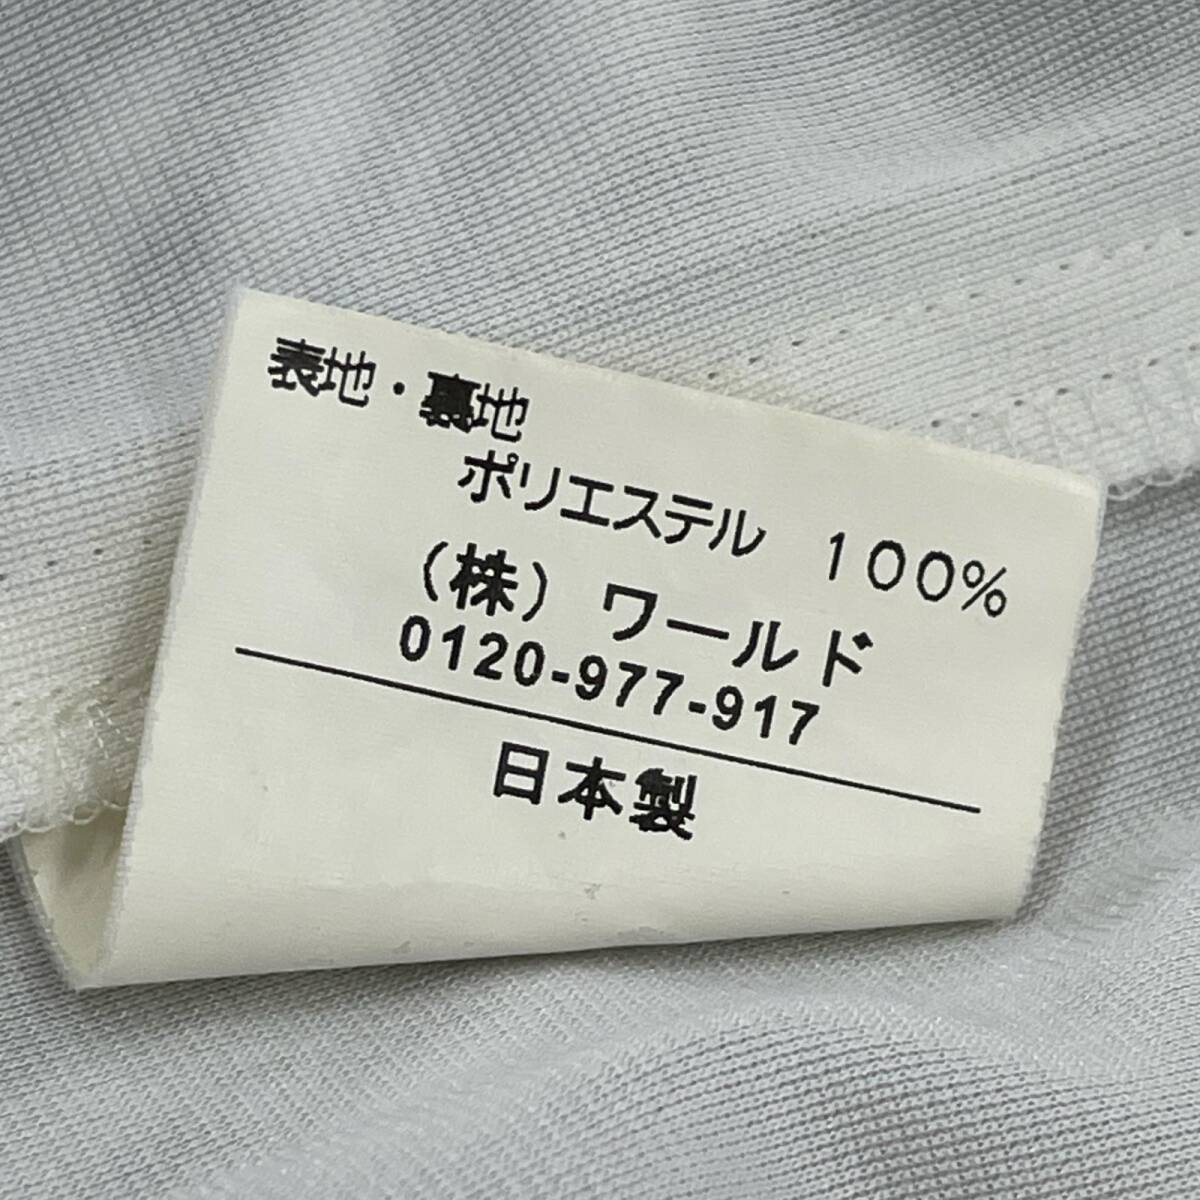 表地・裏地
ポリエステル 100%
(株) ワールド
0120-977-917
日本製